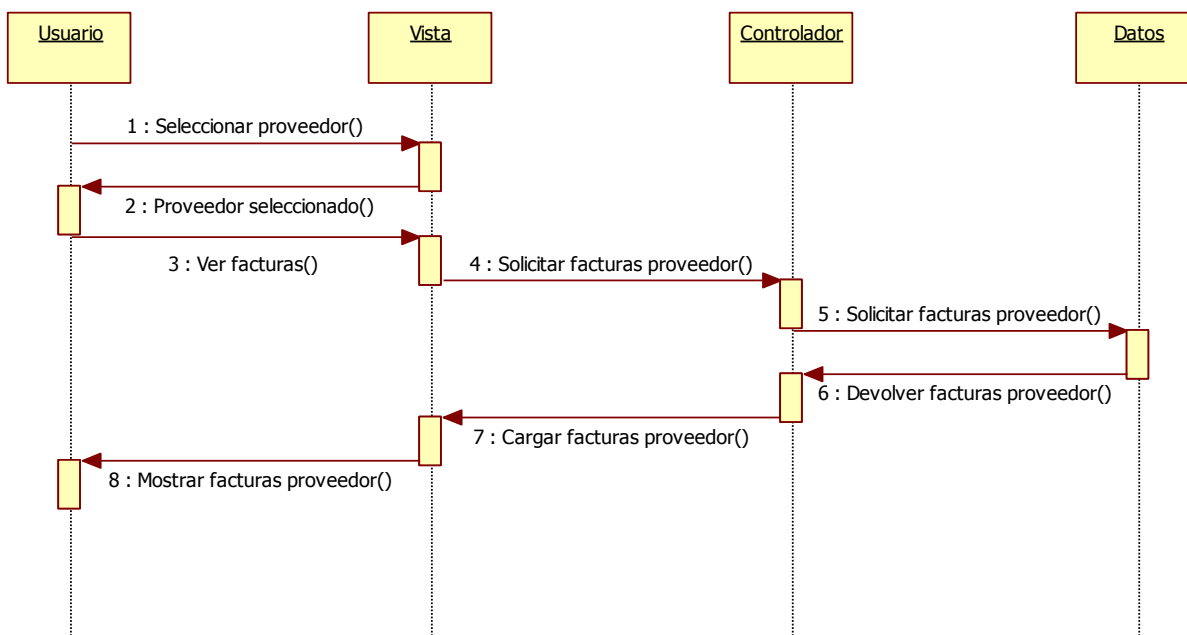 Usuario
Vista
Controlador
Datos
1 : Seleccionar proveedor()
2 : Proveedor seleccionado()
3 : Ver facturas()
4 : Solicitar facturas proveedor()
5 : Solicitar facturas proveedor()
6 : Devolver facturas proveedor()
7 : Cargar facturas proveedor()
8 : Mostrar facturas proveedor()